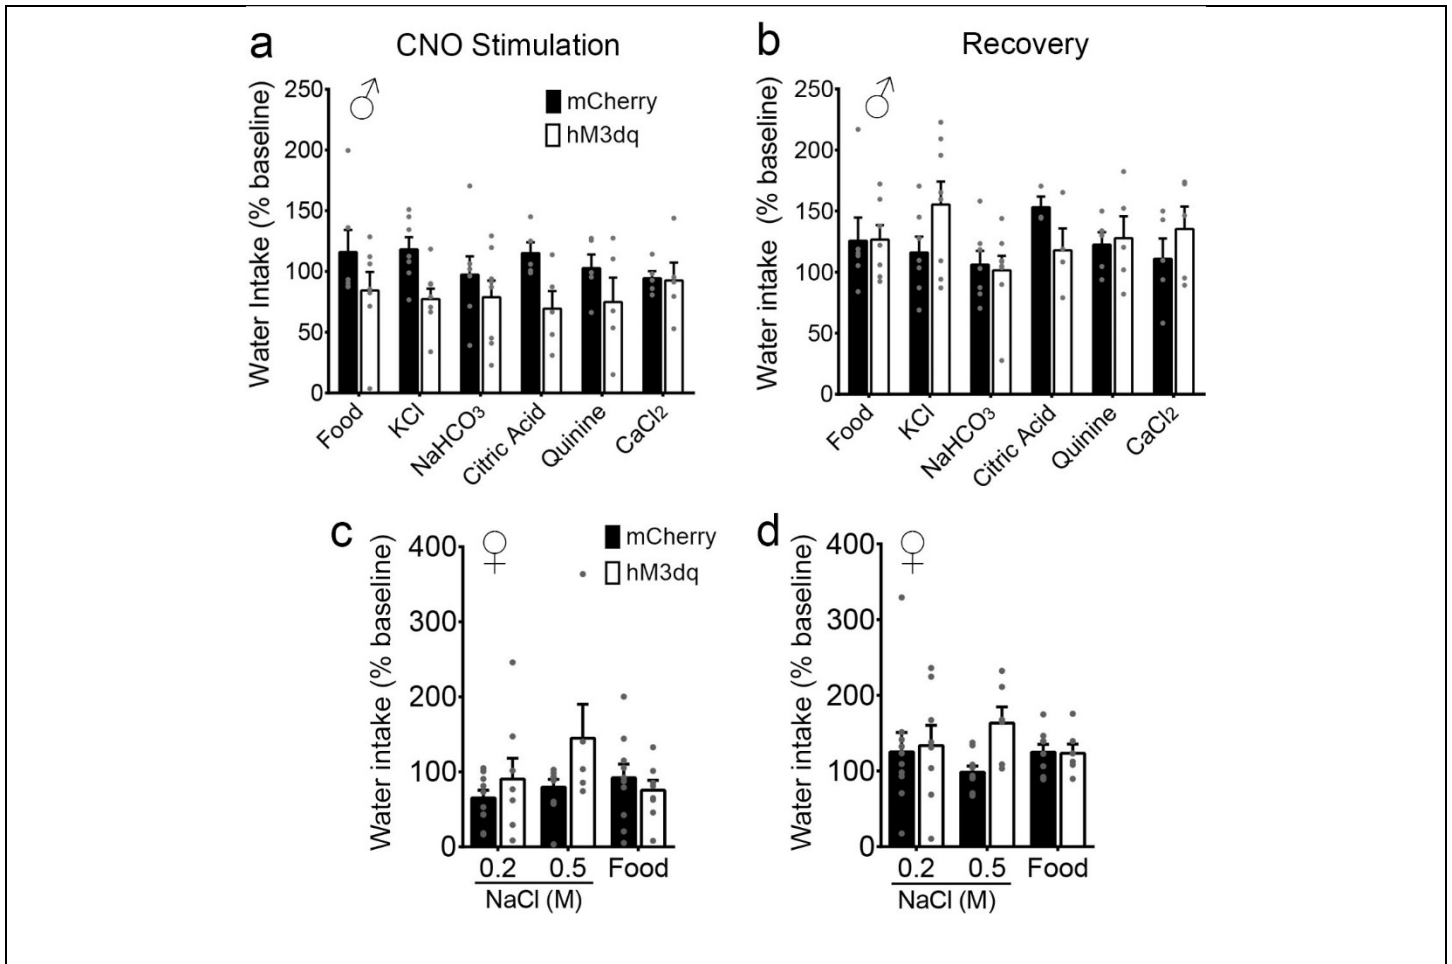 a
CNO Stimulation
♂
mCherry
hM3dq
Water Intake (% baseline)
250
200
150
100
50
0
Food
KCl
NaHCO3
Citric Acid
Quinine
CaCl2
b
Recovery
♂
Water intake (% baseline)
250
200
150
100
50
0
Food
KCl
NaHCO3
Citric Acid
Quinine
CaCl2
c
♀
mCherry
hM3dq
Water intake (% baseline)
400
300
200
100
0
0.2 0.5 Food
NaCl (M)
d
♀
Water intake (% baseline)
400
300
200
100
0
0.2 0.5 Food
NaCl (M)